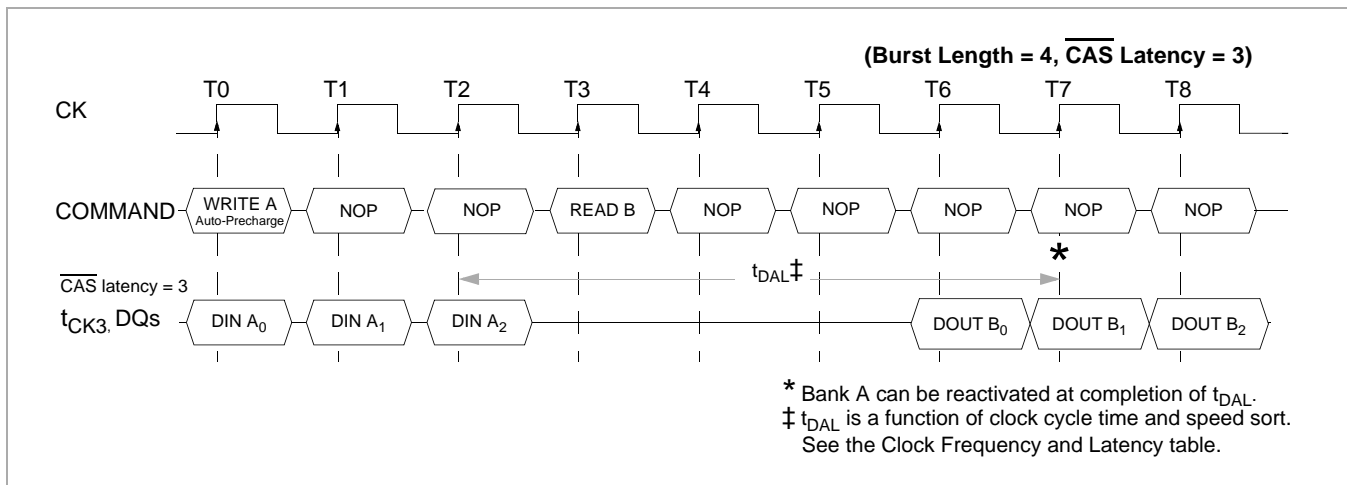 (Burst Length = 4, CAS Latency = 3)
T0 T1 T2 T3 T4 T5 T6 T7 T8
CK
COMMAND WRITE A Auto-Precharge NOP NOP READ B NOP NOP NOP NOP NOP
*
tDAL‡
CAS latency = 3
tCK3, DQs DIN A0 DIN A1 DIN A2 DOUT B0 DOUT B1 DOUT B2
* Bank A can be reactivated at completion of tDAL.
‡ tDAL is a function of clock cycle time and speed sort.
See the Clock Frequency and Latency table.